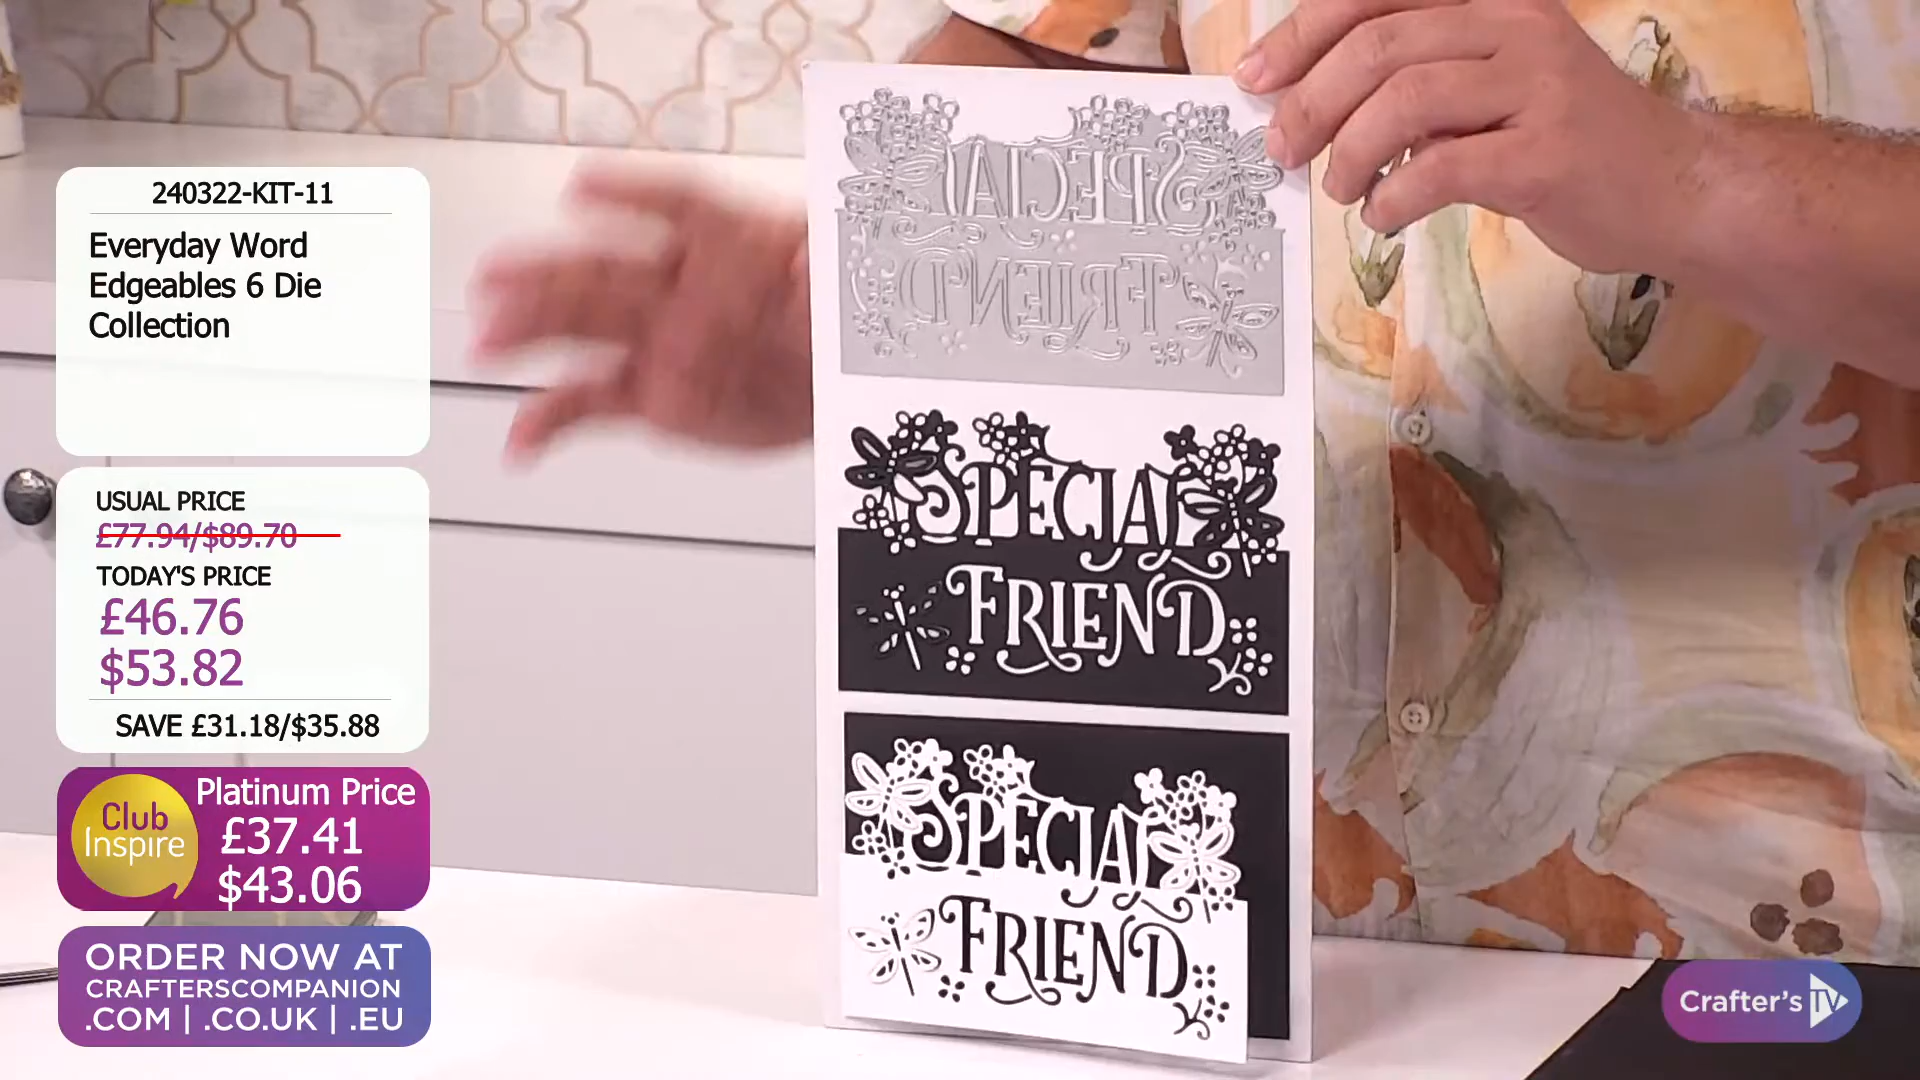 240322-KIT-11
Everyday Word
Edgeables 6 Die
Collection
USUAL PRICE
£77.94/$89.70
TODAY'S PRICE
£46.76
$53.82
SAVE £31.18/$35.88
Club
Inspire
Platinum Price
£37.41
$43.06
ORDER NOW AT
CRAFTERSCOMPANION
.COM | .CO.UK | .EU
SPECIAL
FRIEND
SPECIAL
FRIEND
SPECIAL
FRIEND
Crafter's TV